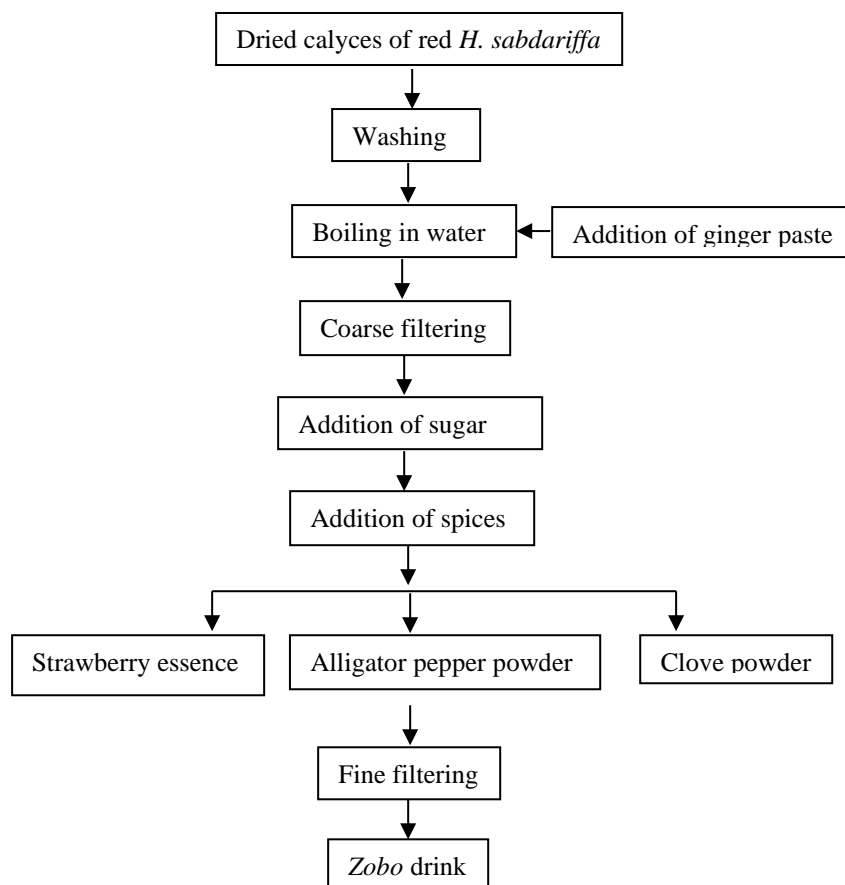 Dried calyces of red H. sabdariffa
Washing
Boiling in water
Addition of ginger paste
Coarse filtering
Addition of sugar
Addition of spices
Strawberry essence
Alligator pepper powder
Clove powder
Fine filtering
Zobo drink